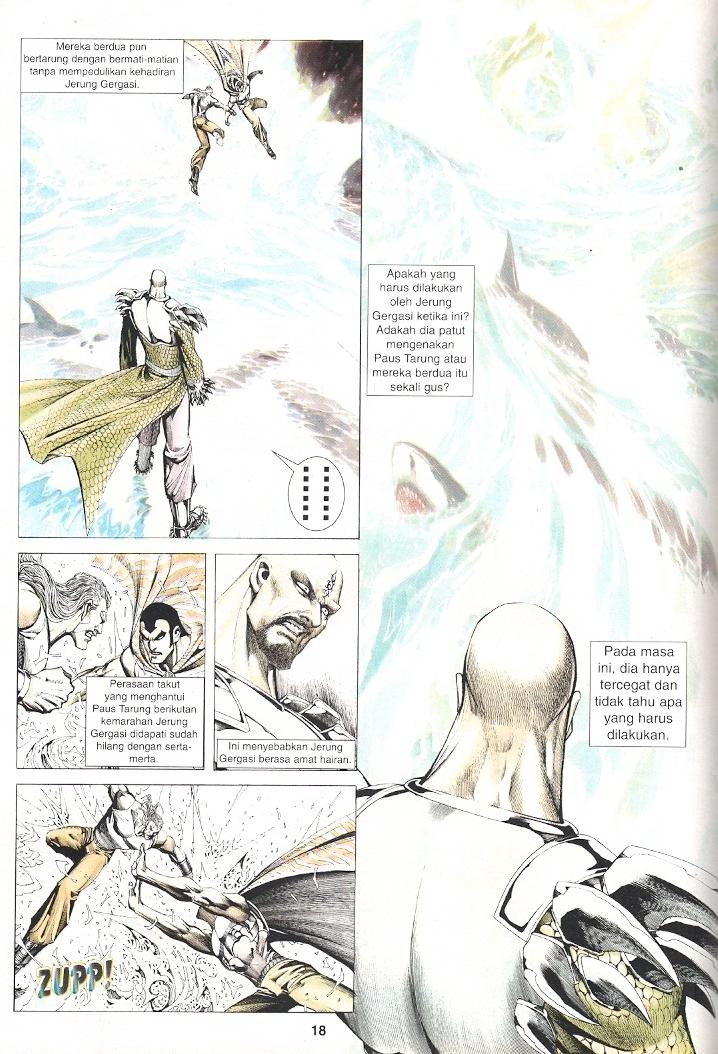 Mereka berdua pun
bertarung dengan bermati-matian
tanpa mempedulikan kehadiran
Jerung Gergasi.
Apakah yang
harus dilakukan
oleh Jerung
Gergasi ketika ini?
Adakah dia patut
mengenakan
Paus Tarung atau
mereka berdua itu
sekali gus?
Perasaan takut
yang menghantui
Paus Tarung berikutan
kemarahan Jerung
Gergasi didapati sudah
hilang dengan serta-
merta.
Ini menyebabkan Jerung
Gergasi berasa amat hairan.
Pada masa
ini, dia hanya
tercegat dan
tidak tahu apa
yang harus
dilakukan.
ZUPP!
18